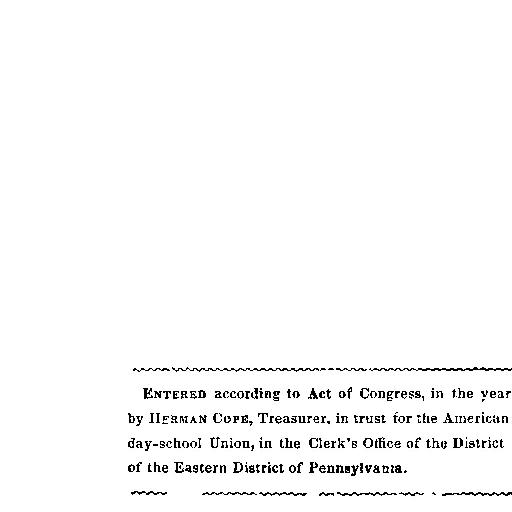 ENTERED according to Act of Congress, in the year
by HERMAN COPE, Treasurer, in trust for the American
day-school Union, in the Clerk's Office of the District
of the Eastern District of Pennsylvania.